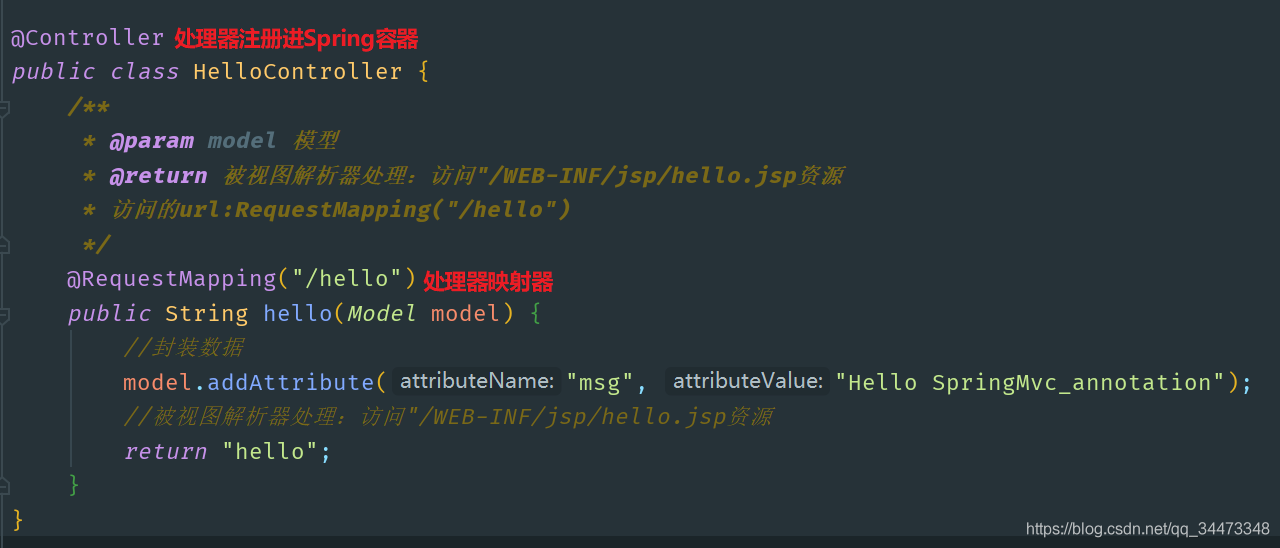 @Controller 处理器注册进Spring容器
public class HelloController {
/**
* @param model 模型
* @return 被视图解析器处理：访问"/WEB-INF/jsp/hello.jsp资源
* 访问的url:RequestMapping("/hello")
*/
@RequestMapping("/hello") 处理器映射器
public String hello(Model model) {
//封装数据
model.addAttribute( attributeName: "msg", attributeValue: "Hello SpringMvc_annotation");
//被视图解析器处理：访问"/WEB-INF/jsp/hello.jsp资源
return "hello";
}
}
https://blog.csdn.net/qq_34473348